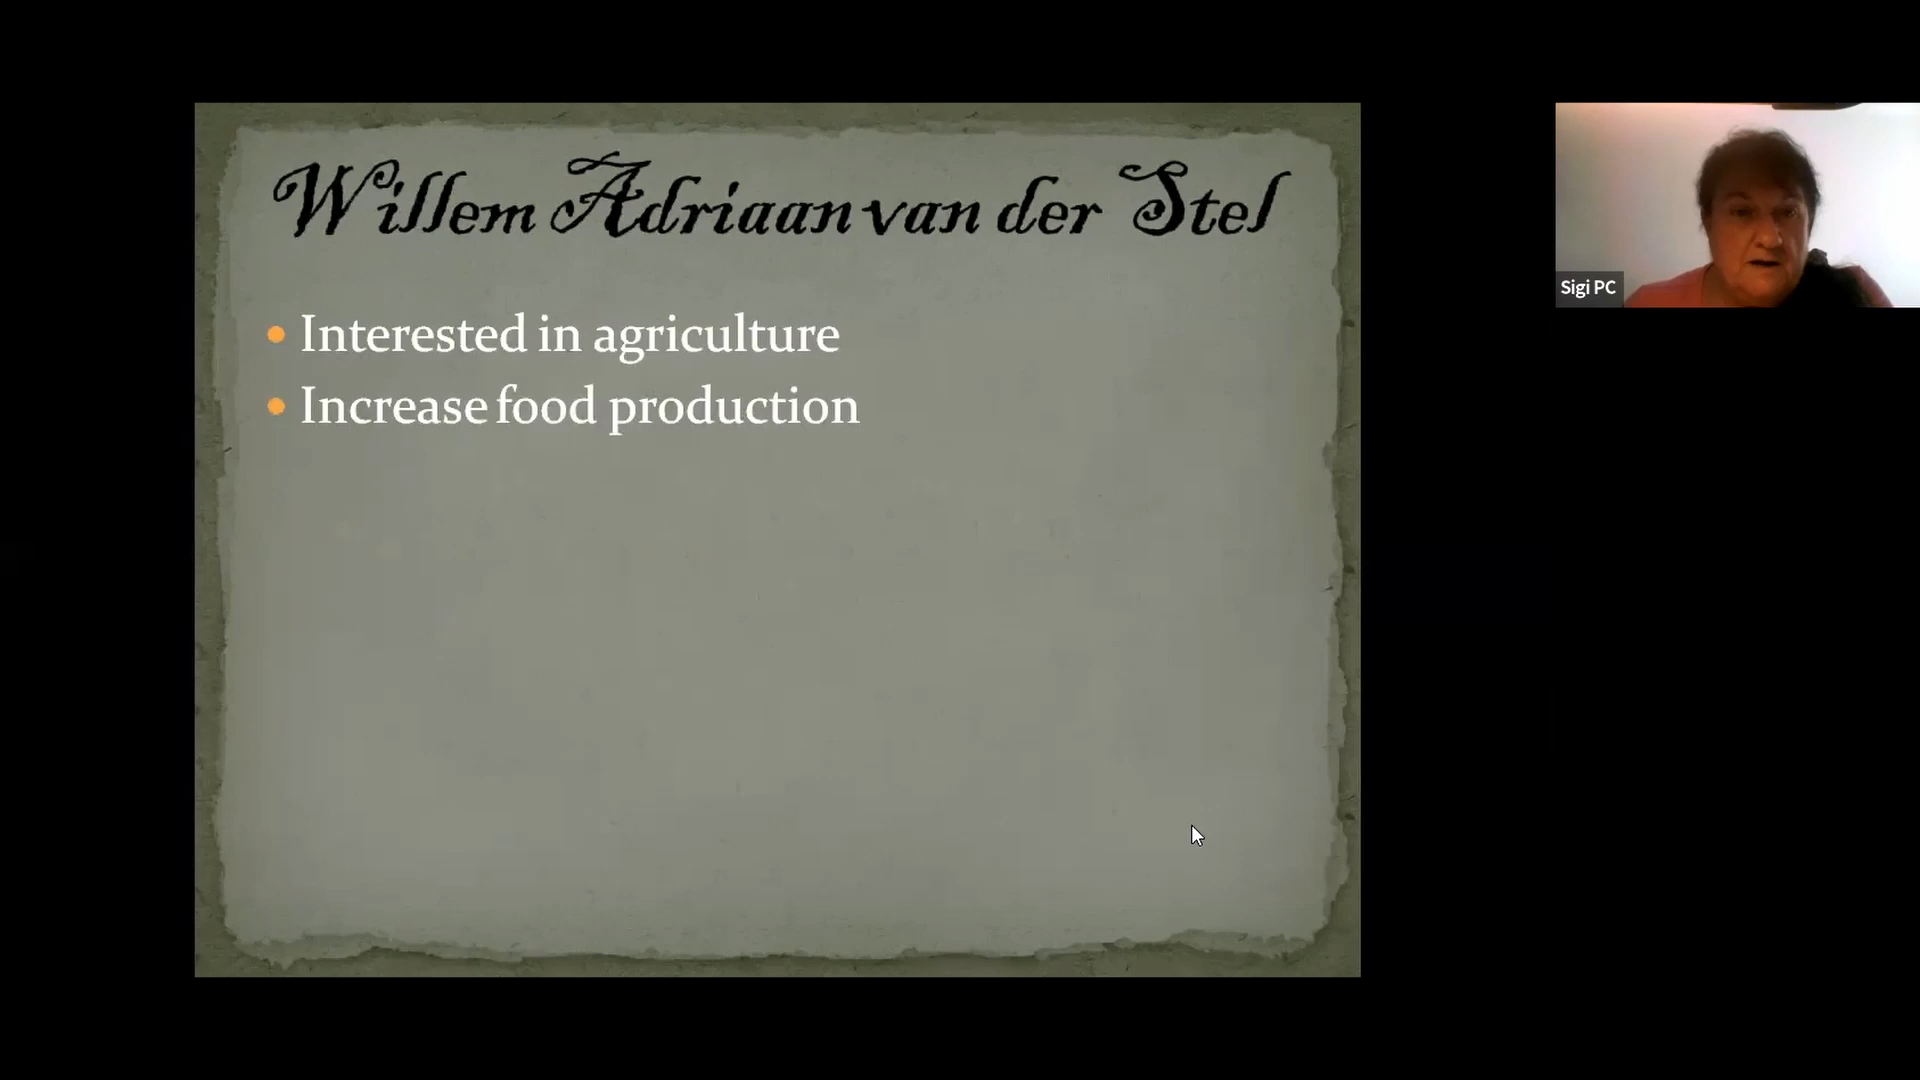 Willem Adriaan van der Stel
Interested in agriculture
Increase food production
Sigi PC